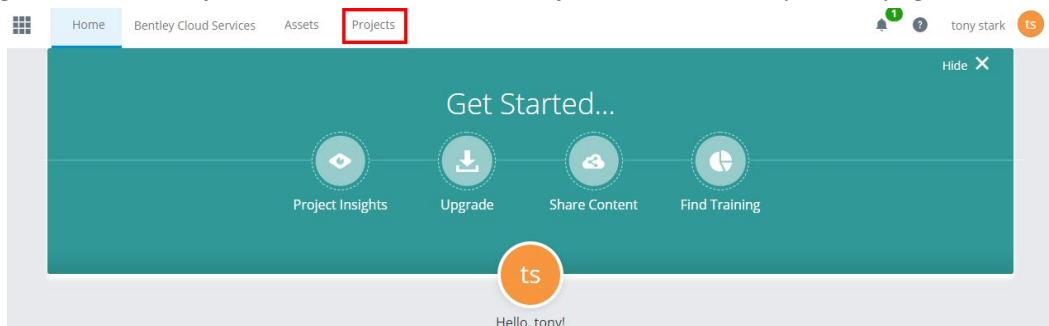 Home Bentley Cloud Services Assets Projects 1 ? tony stark ts
Hide X
Get Started...
Project Insights Upgrade Share Content Find Training
ts
Hello, tony!